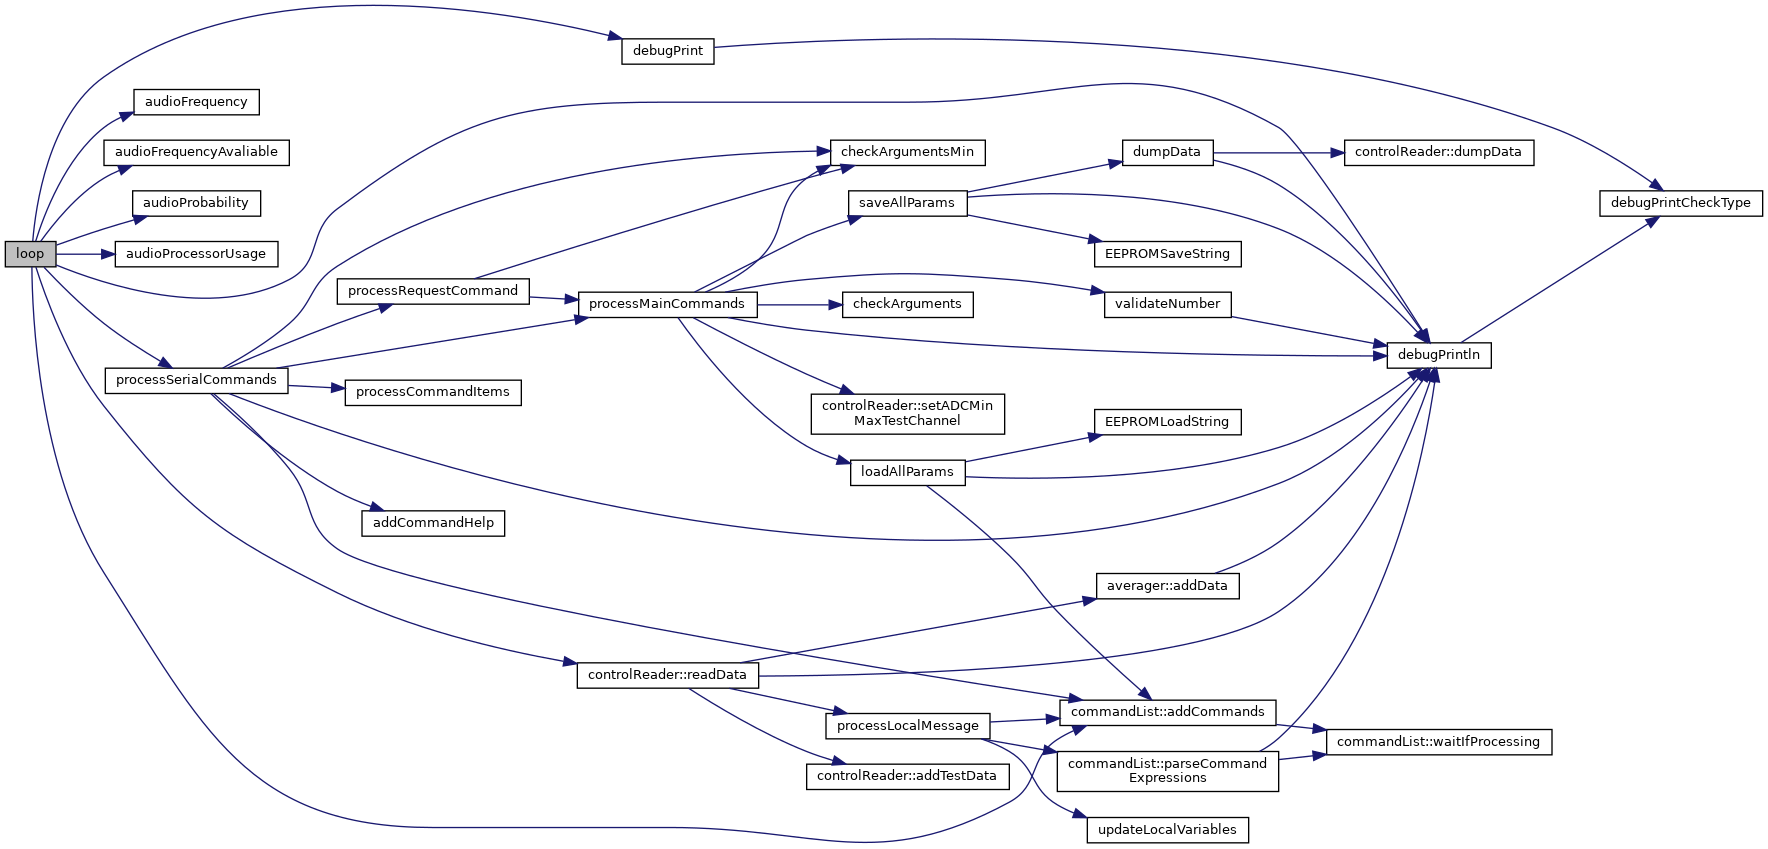 debugPrint
audioFrequency
audioFrequencyAvaliable
checkArgumentsMin
dumpData
controlReader::dumpData
audioProbability
saveAllParams
debugPrintCheckType
loop
audioProcessorUsage
EEPROMSaveString
processRequestCommand
processMainCommands
checkArguments
validateNumber
debugPrintln
processSerialCommands
processCommandItems
controlReader::setADCMin
MaxTestChannel
EEPROMLoadString
loadAllParams
addCommandHelp
averager::addData
controlReader::readData
commandList::addCommands
processLocalMessage
commandList::waitIfProcessing
commandList::parseCommand
Expressions
controlReader::addTestData
updateLocalVariables